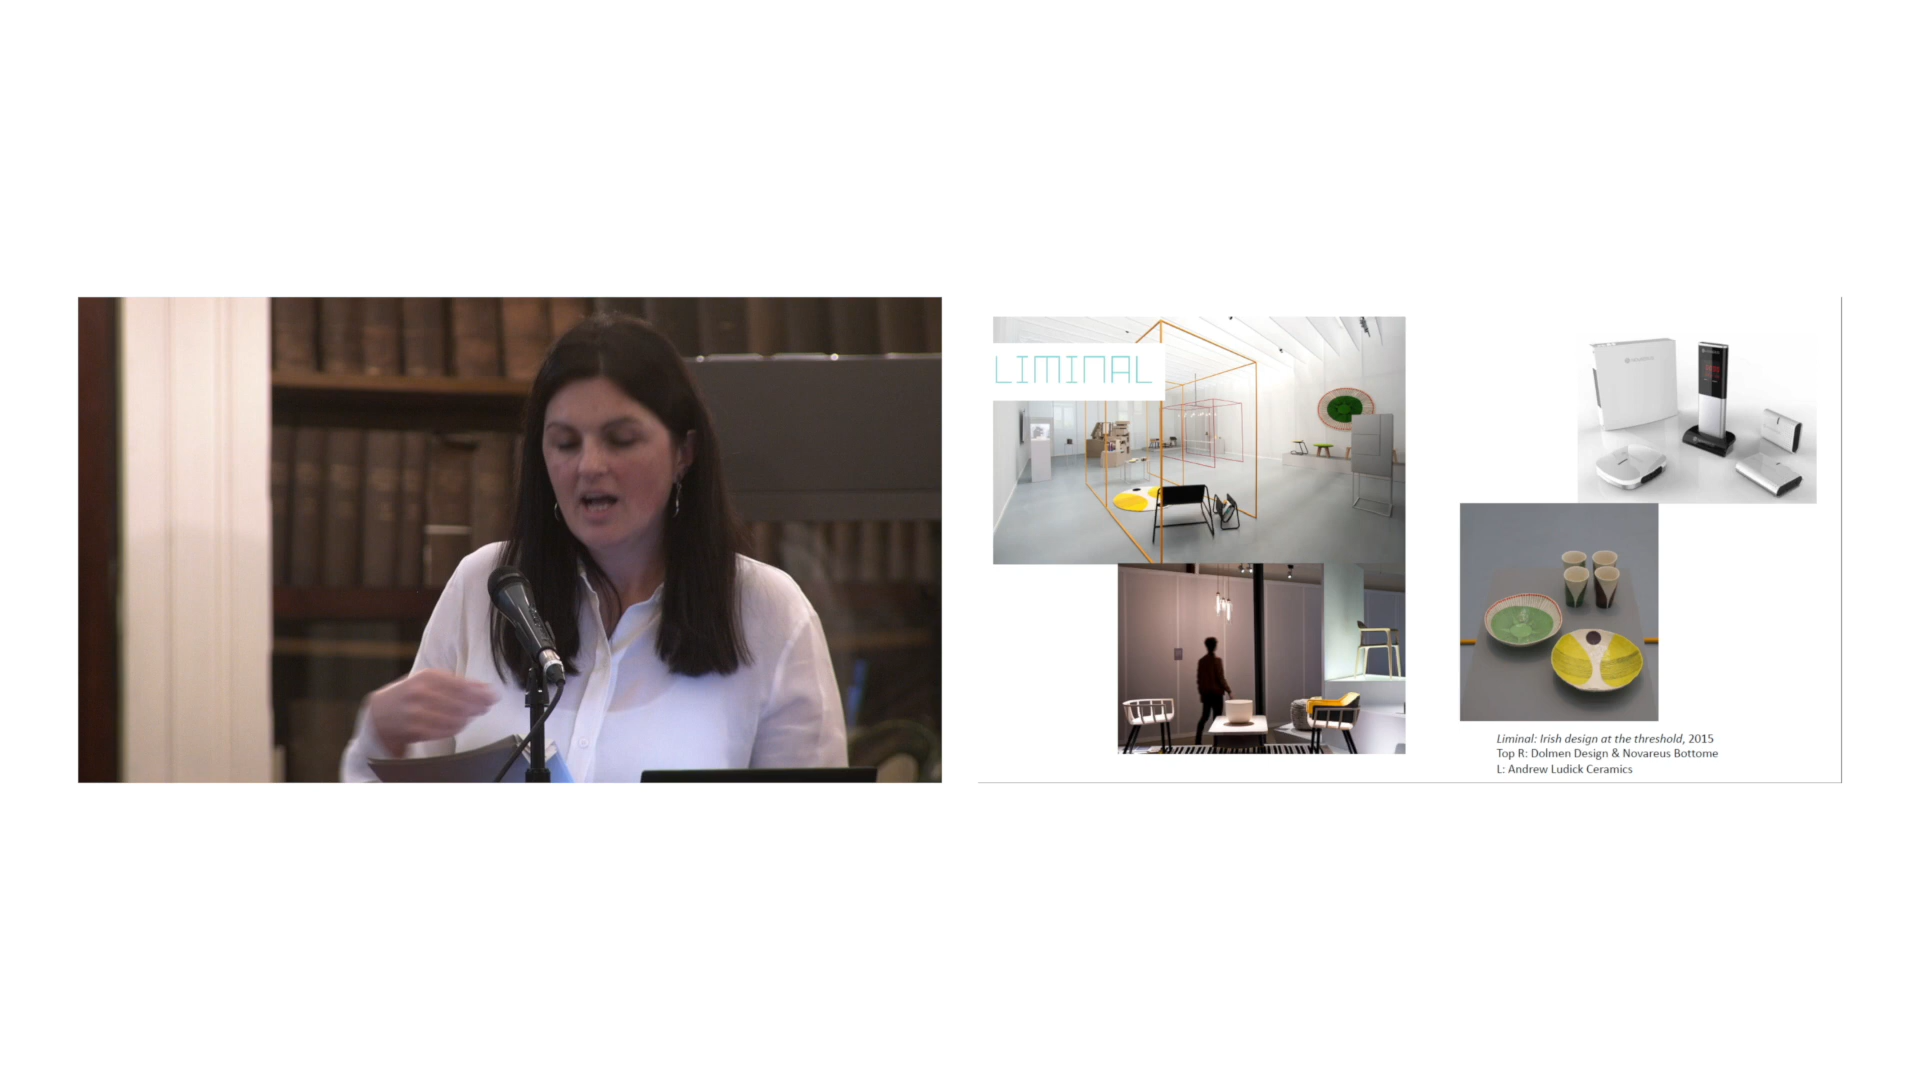 LIMINAL
Liminal: Irish design at the threshold, 2015
Top R: Dolmen Design & Novareus Bottome
L: Andrew Ludick Ceramics